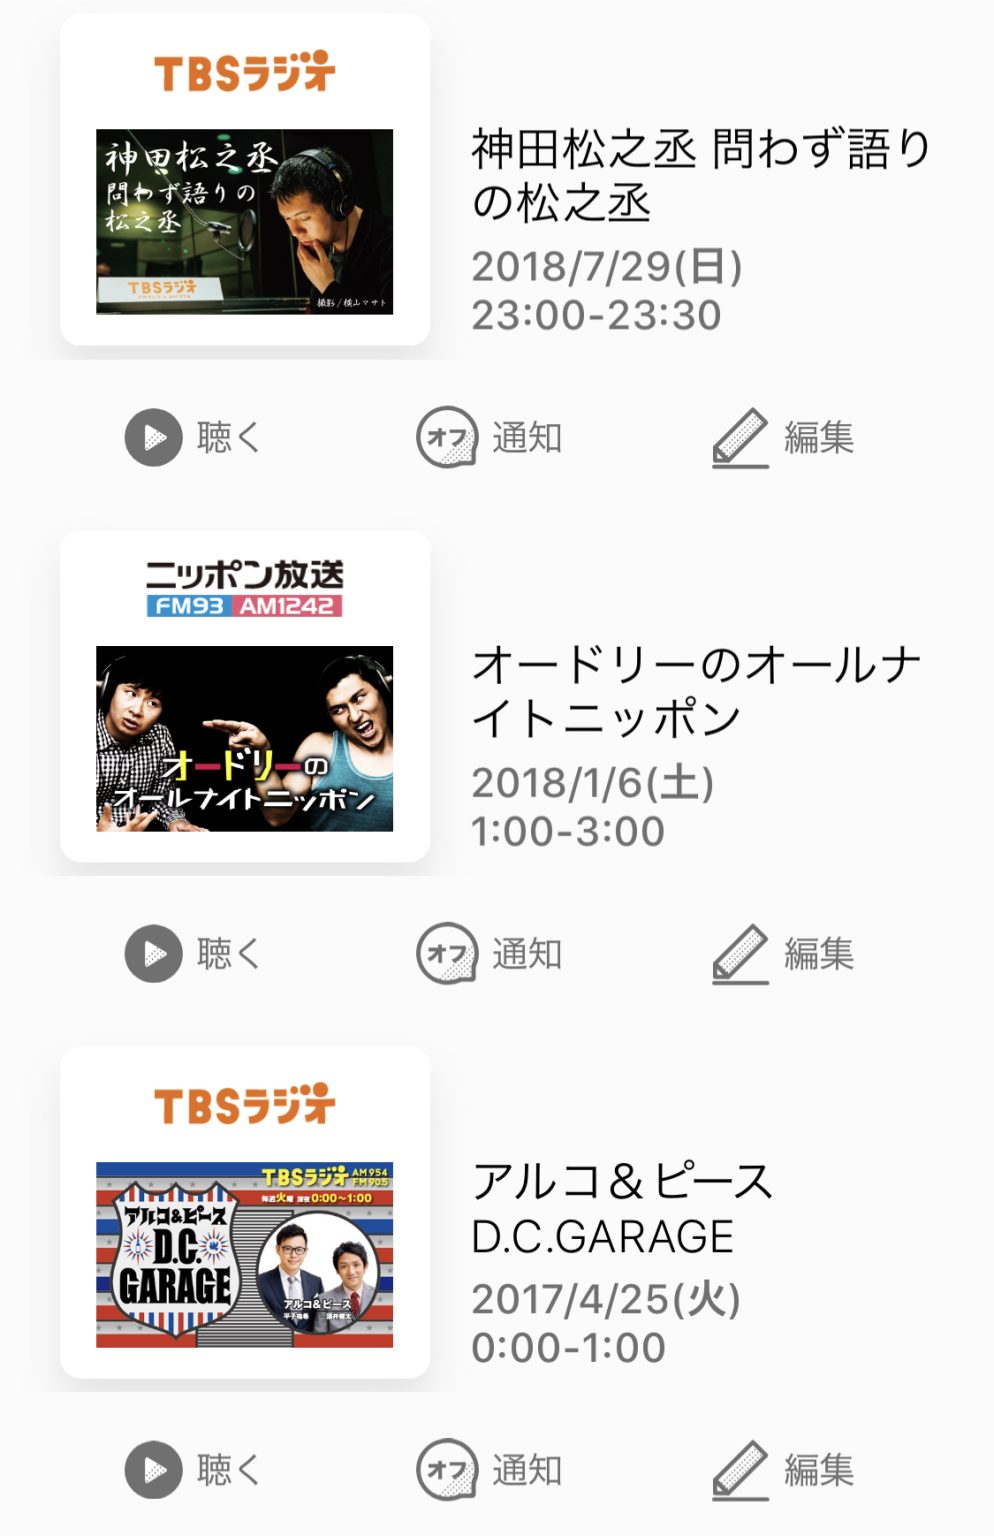 TBSラジオ
神田松之丞
問わず語りの
松之丞
TBSラジオ
撮影/横山マサト
神田松之丞 問わず語り
の松之丞
2018/7/29(日)
23:00-23:30
聴く
オフ 通知
編集
ニッポン放送
FM93 AM1242
オードリーの
オールナイトニッポン
オードリーのオールナ
イトニッポン
2018/1/6(土)
1:00-3:00
聴く
オフ 通知
編集
TBSラジオ
TBSラジオ AM954
FM90.5
毎週火曜 深夜0:00〜1:00
アルコ&ピース
D.C.
GARAGE
アルコ&ピース
平子祐希 酒井健太
アルコ&ピース
D.C.GARAGE
2017/4/25(火)
0:00-1:00
聴く
オフ 通知
編集